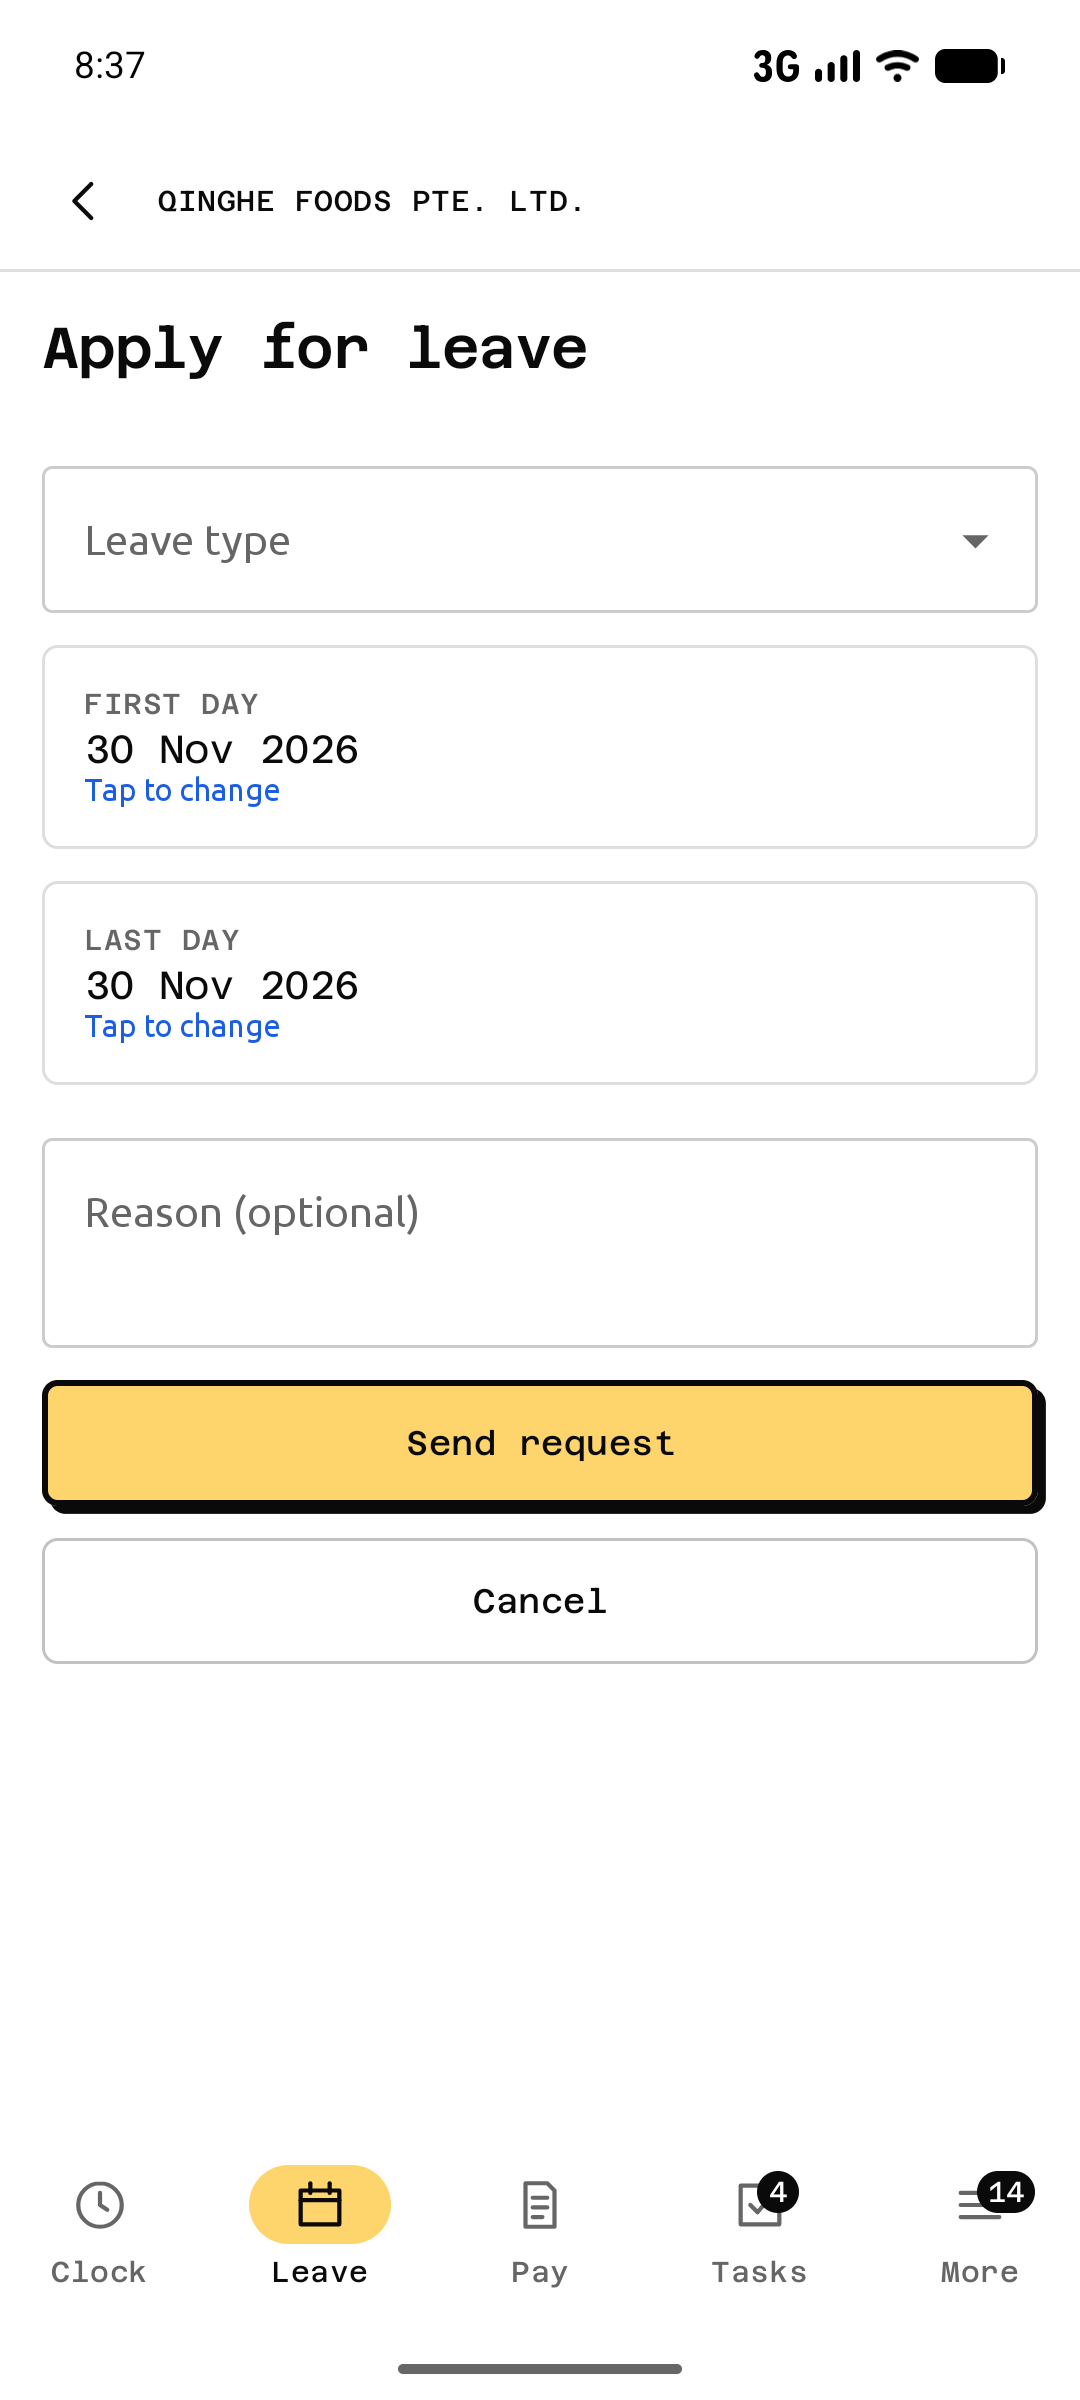 8:37
3G
QINGHE FOODS PTE. LTD.
Apply for leave
Leave type
FIRST DAY
30 Nov 2026
Tap to change
LAST DAY
30 Nov 2026
Tap to change
Reason (optional)
Send request
Cancel
4
14
Clock
Leave
Pay
Tasks
More